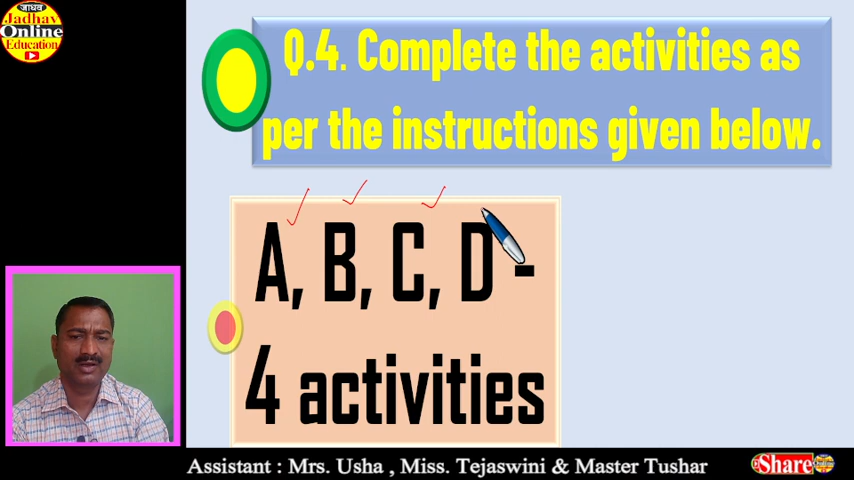 जाधव
Jadhav
Online
Education
Q.4. Complete the activities as
per the instructions given below.
A, B, C, D -
4 activities
Assistant : Mrs. Usha , Miss. Tejaswini & Master Tushar
Share